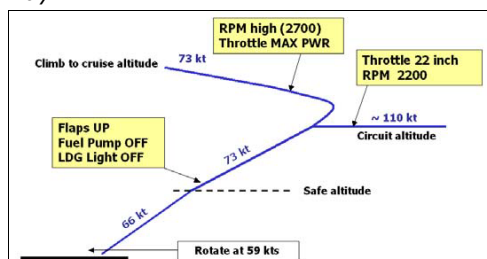 RPM high (2700)
Throttle MAX PWR
73 kt
Climb to cruise altitude
Throttle 22 inch
RPM 2200
~ 110 kt
Circuit altitude
Flaps UP
Fuel Pump OFF
LDG Light OFF
73 kt
Safe altitude
66 kt
Rotate at 59 kts